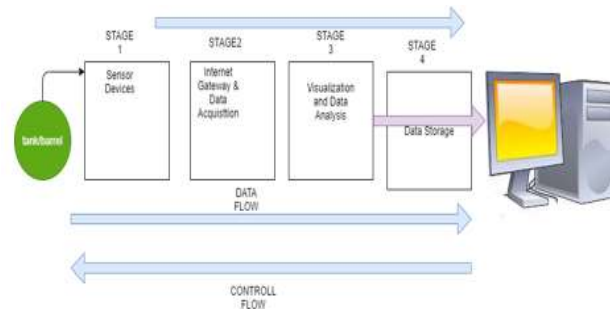 STAGE
1
STAGE2
STAGE
3
STAGE
4
Sensor
Devices
Internet
Gateway &
Data
Acquisttion
Visualization
and Data
Analysis
Data Storage
tank/barrel
DATA
FLOW
CONTROLL
FLOW